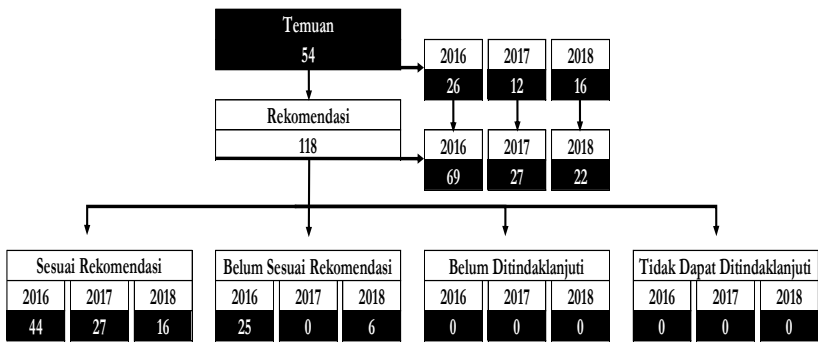 Temuan
54
2016 2017 2018
26 12 16
Rekomendasi
118
2016 2017 2018
69 27 22
Sesuai Rekomendasi Belum Sesuai Rekomendasi Belum Ditindaklanjuti Tidak Dapat Ditindaklanjuti
2016 2017 2018 2016 2017 2018 2016 2017 2018 2016 2017 2018
44 27 16 25 0 6 0 0 0 0 0 0